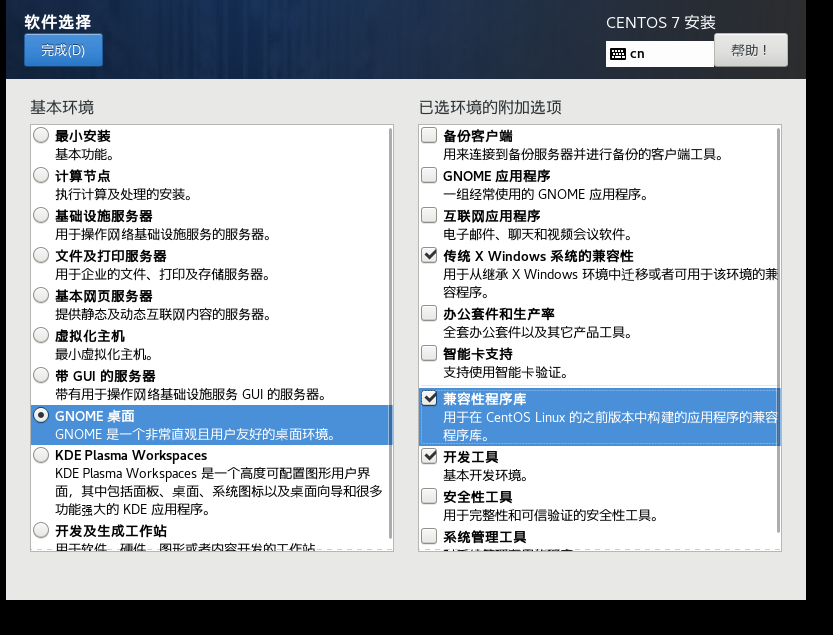 软件选择
完成(D)
CENTOS 7 安装
cn
帮助！
基本环境
最小安装
基本功能。
计算节点
执行计算及处理的安装。
基础设施服务器
用于操作网络基础设施服务的服务器。
文件及打印服务器
用于企业的文件、打印及存储服务器。
基本网页服务器
提供静态及动态互联网内容的服务器。
虚拟化主机
最小虚拟化主机。
带 GUI 的服务器
带有用于操作网络基础设施服务 GUI 的服务器。
GNOME 桌面
GNOME 是一个非常直观且用户友好的桌面环境。
KDE Plasma Workspaces
KDE Plasma Workspaces 是一个高度可配置图形用户界
面，其中包括面板、桌面、系统图标以及桌面向导和很多
功能强大的 KDE 应用程序。
开发及生成工作站
用于软件、硬件、图形或者内容开发的工作站
已选环境的附加选项
备份客户端
用来连接到备份服务器并进行备份的客户端工具。
GNOME 应用程序
一组经常使用的 GNOME 应用程序。
互联网应用程序
电子邮件、聊天和视频会议软件。
传统 X Windows 系统的兼容性
用于从继承 X Windows 环境中迁移或者可用于该环境的兼
容程序。
办公套件和生产率
全套办公套件以及其它产品工具。
智能卡支持
支持使用智能卡验证。
兼容性程序库
用于在 CentOS Linux 的之前版本中构建的应用程序的兼容
程序库。
开发工具
基本开发环境。
安全性工具
用于完整性和可信验证的安全性工具。
系统管理工具